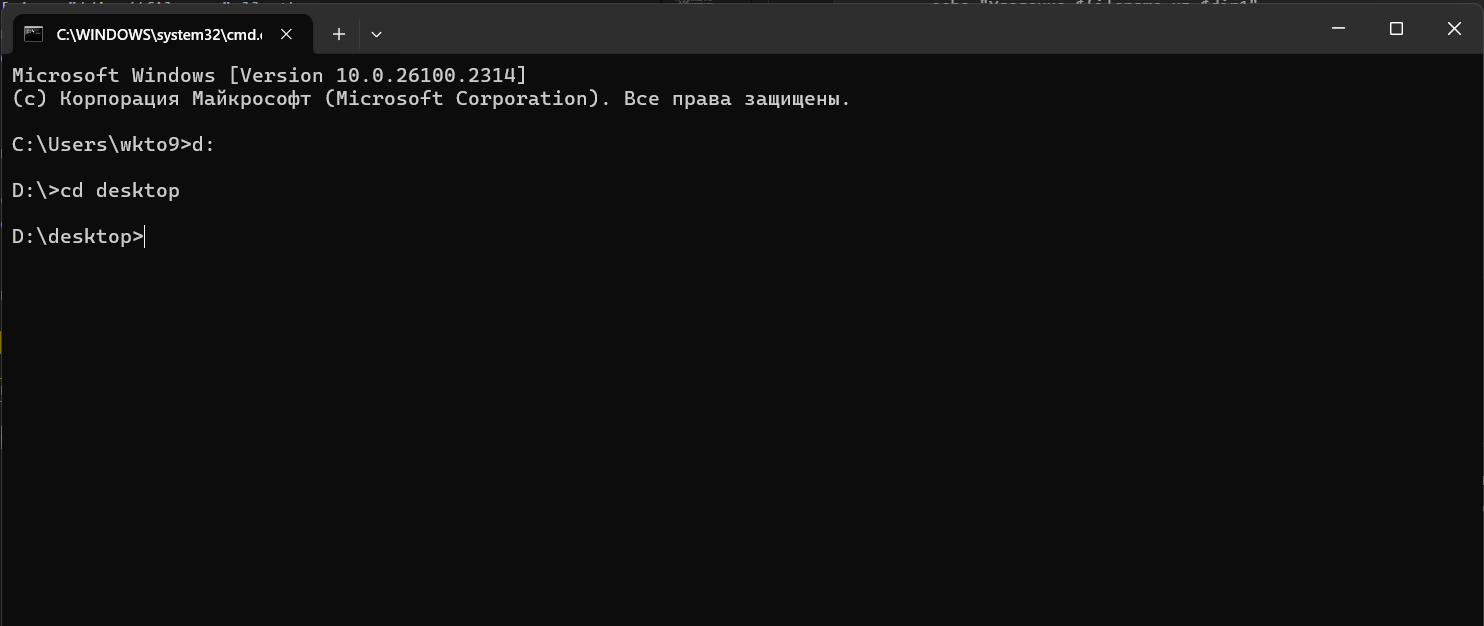 C:\WINDOWS\system32\cmd.
Microsoft Windows [Version 10.0.26100.2314]
(c) Корпорация Майкрософт (Microsoft Corporation). Все права защищены.
C:\Users\wkto9>d:
D:\>cd desktop
D:\desktop>